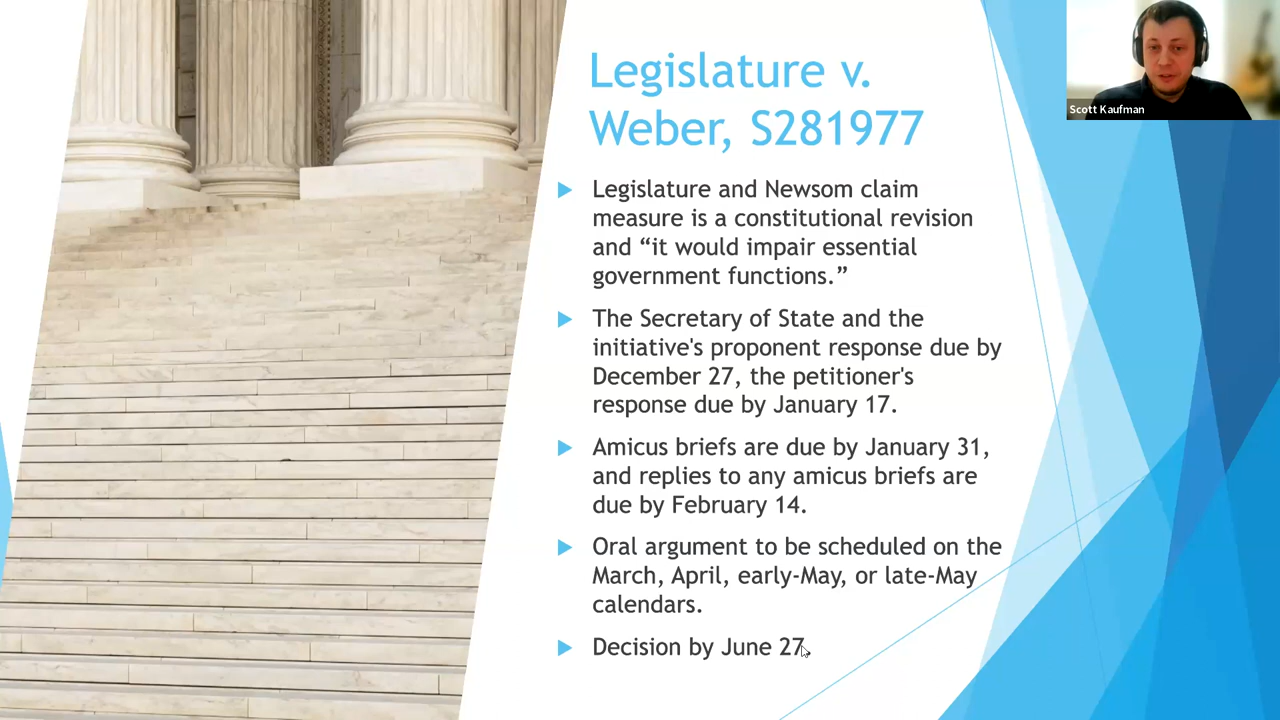 Legislature v.
Weber, S281977
Legislature and Newsom claim
measure is a constitutional revision
and “it would impair essential
government functions.”
The Secretary of State and the
initiative's proponent response due by
December 27, the petitioner's
response due by January 17.
Amicus briefs are due by January 31,
and replies to any amicus briefs are
due by February 14.
Oral argument to be scheduled on the
March, April, early-May, or late-May
calendars.
Decision by June 27.
Scott Kaufman